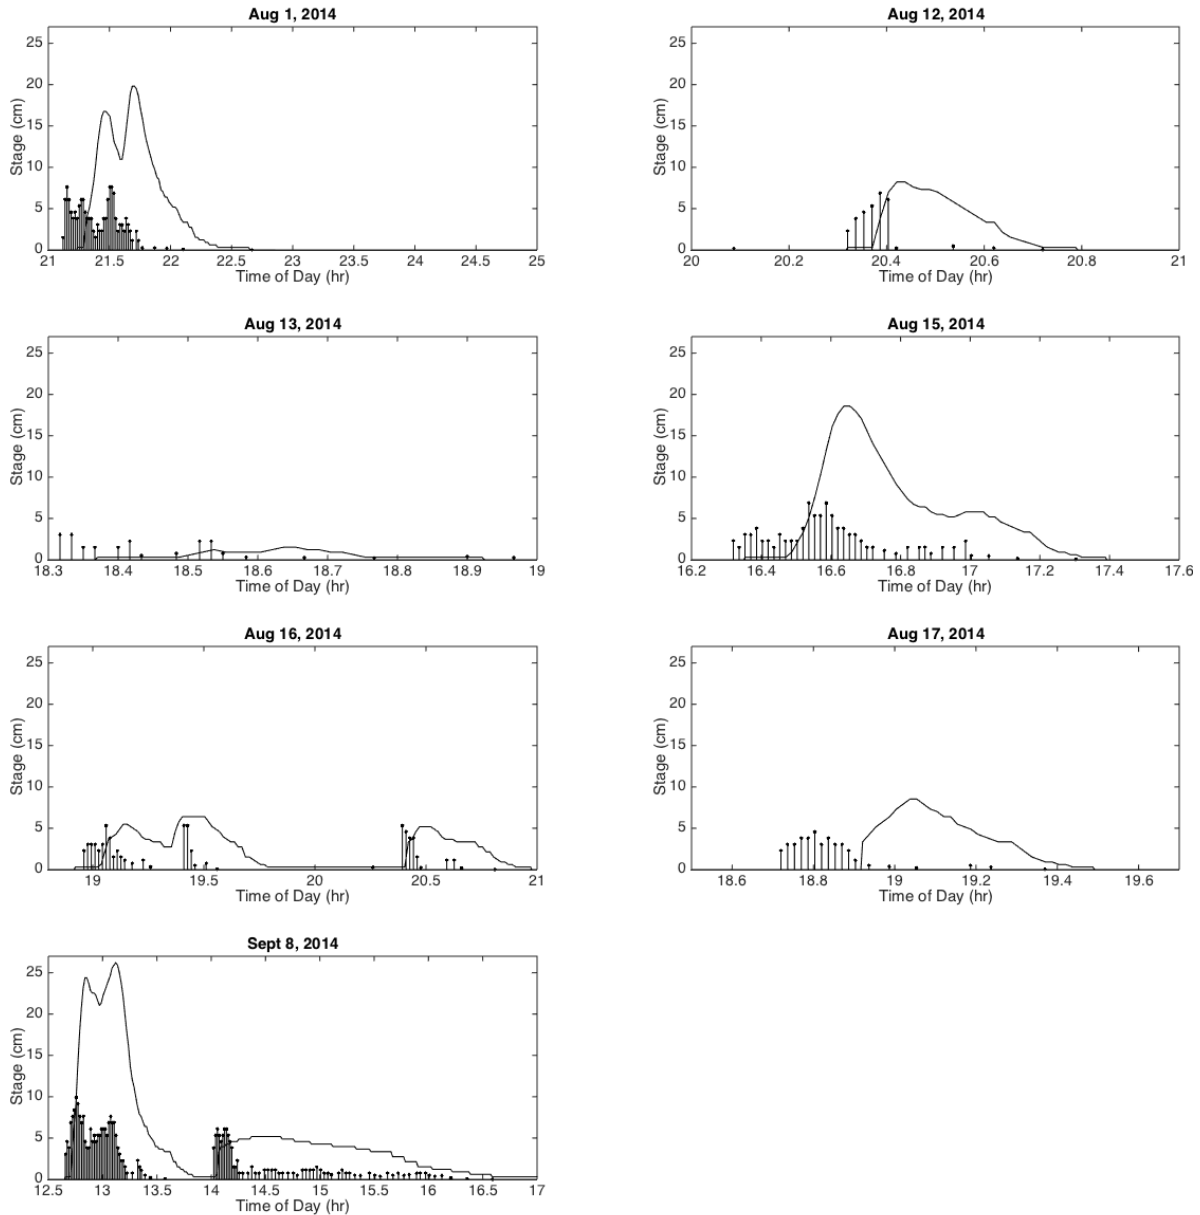 Aug 1, 2014
25
20
15
10
5
0
Stage (cm)
21 21.5 22 22.5 23 23.5 24 24.5 25
Time of Day (hr)
Aug 12, 2014
25
20
15
10
5
0
Stage (cm)
20 20.2 20.4 20.6 20.8 21
Time of Day (hr)
Aug 13, 2014
25
20
15
10
5
0
Stage (cm)
18.3 18.4 18.5 18.6 18.7 18.8 18.9 19
Time of Day (hr)
Aug 15, 2014
25
20
15
10
5
0
Stage (cm)
16.2 16.4 16.6 16.8 17 17.2 17.4 17.6
Time of Day (hr)
Aug 16, 2014
25
20
15
10
5
0
Stage (cm)
19 19.5 20 20.5 21
Time of Day (hr)
Aug 17, 2014
25
20
15
10
5
0
Stage (cm)
18.6 18.8 19 19.2 19.4 19.6
Time of Day (hr)
Sept 8, 2014
25
20
15
10
5
0
Stage (cm)
12.5 13 13.5 14 14.5 15 15.5 16 16.5 17
Time of Day (hr)